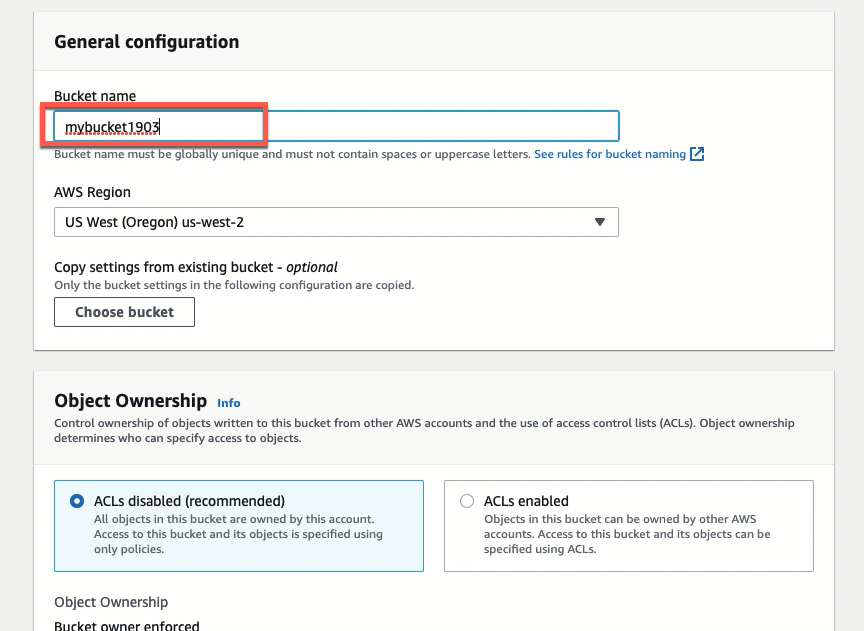 General configuration
Bucket name
mybucket1903
Bucket name must be globally unique and must not contain spaces or uppercase letters. See rules for bucket naming
AWS Region
US West (Oregon) us-west-2
Copy settings from existing bucket - optional
Only the bucket settings in the following configuration are copied.
Choose bucket
Object Ownership Info
Control ownership of objects written to this bucket from other AWS accounts and the use of access control lists (ACLs). Object ownership
determines who can specify access to objects.
ACLs disabled (recommended)
All objects in this bucket are owned by this account.
Access to this bucket and its objects is specified using
only policies.
ACLs enabled
Objects in this bucket can be owned by other AWS
accounts. Access to this bucket and its objects can be
specified using ACLs.
Object Ownership
Bucket owner enforced